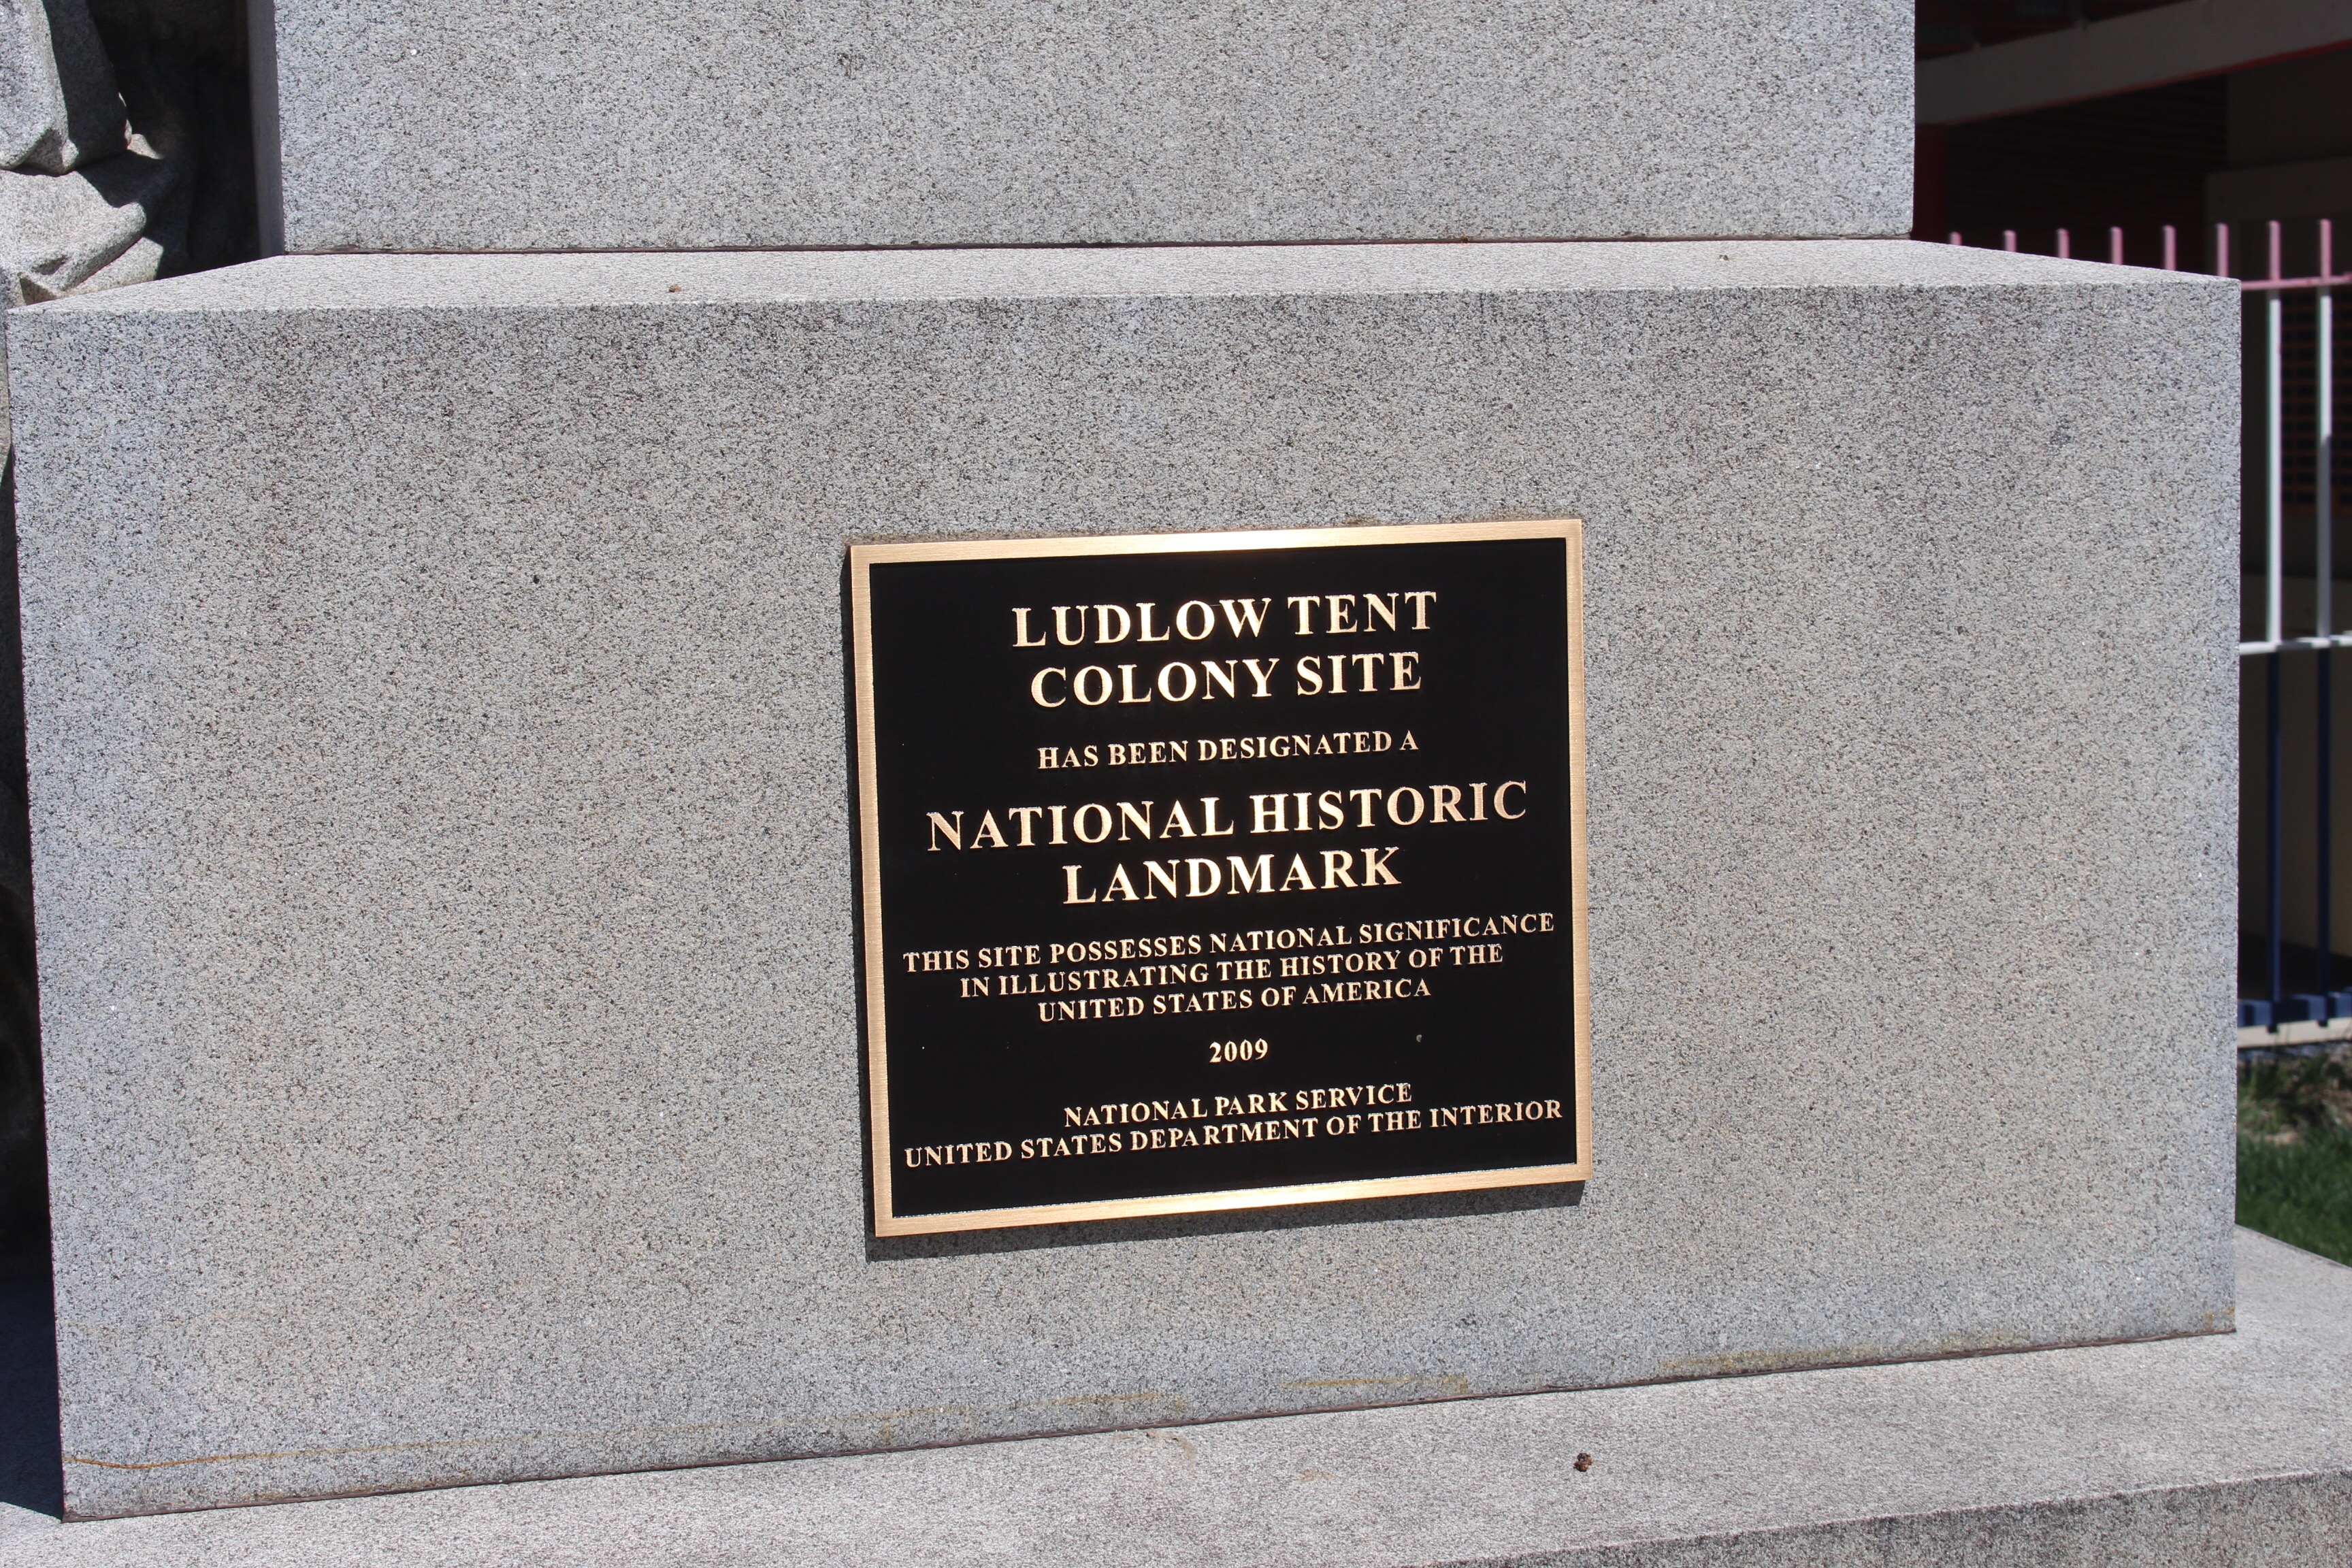 LUDLOW TENT
COLONY SITE
HAS BEEN DESIGNATED A
NATIONAL HISTORIC
LANDMARK
THIS SITE POSSESSES NATIONAL SIGNIFICANCE
IN ILLUSTRATING THE HISTORY OF THE
UNITED STATES OF AMERICA
2009
NATIONAL PARK SERVICE
UNITED STATES DEPARTMENT OF THE INTERIOR